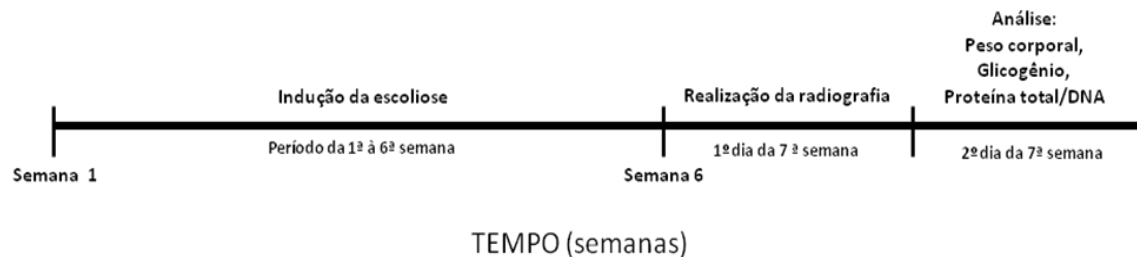 Análise:
Peso corporal,
Glicogênio,
Proteína total/DNA
Indução da escoliose
Realização da radiografia
Período da 1ª à 6ª semana
1º dia da 7 ª semana
2º dia da 7ª semana
Semana 1
Semana 6
TEMPO (semanas)